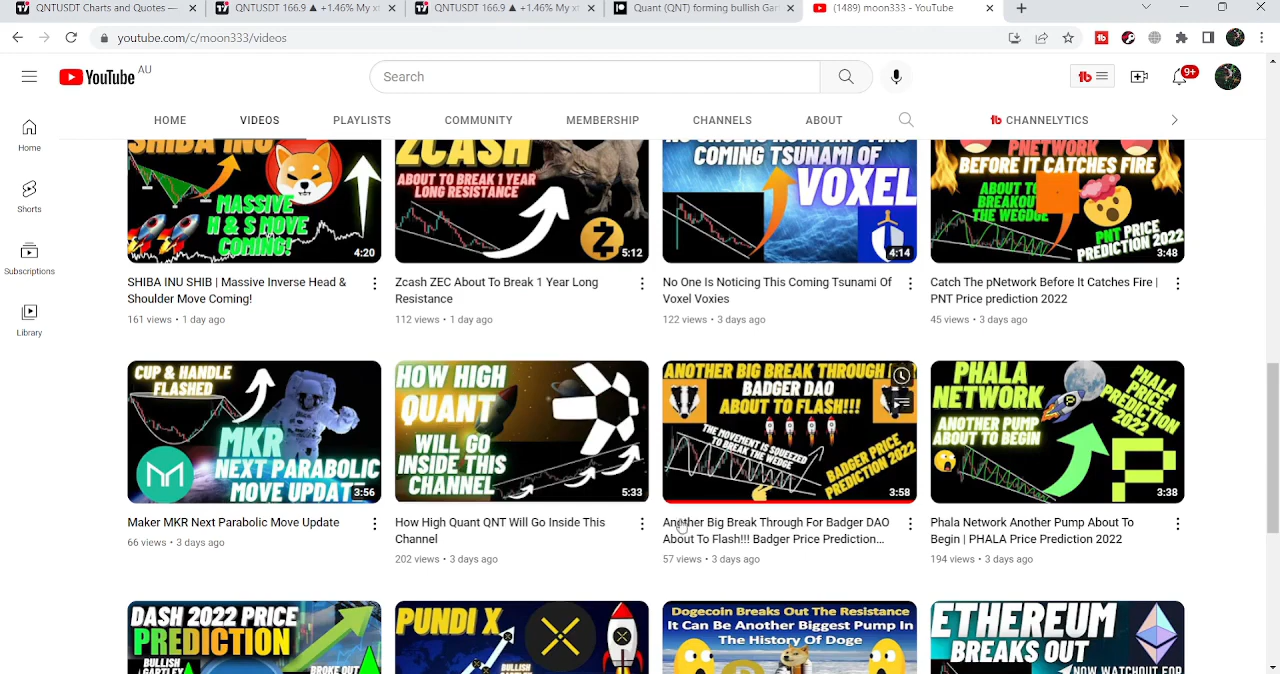 QNTUSDT Charts and Quotes —
QNTUSDT 166.9 ▲ +1.46% My
QNTUSDT 166.9 ▲ +1.46% My
Quant (QNT) forming bullish Gar
(1489) moon333 - YouTube
youtube.com/c/moon333/videos
YouTube AU
Search
tb
9+
HOME
VIDEOS
PLAYLISTS
COMMUNITY
MEMBERSHIP
CHANNELS
ABOUT
tb CHANNELYTICS
Home
Shorts
Subscriptions
Library
SHIBA INU
MASSIVE
H & S MOVE
COMING!
4:20
ZCASH
ABOUT TO BREAK 1 YEAR
LONG RESISTANCE
5:12
COMING TSUNAMI OF
VOXEL
4:14
PNETWORK
BEFORE IT CATCHES FIRE
ABOUT TO
BREAKOUT
THE WEGDGE
PNT PRICE
PREDICTION 2022
3:48
SHIBA INU SHIB | Massive Inverse Head &
Shoulder Move Coming!
161 views • 1 day ago
Zcash ZEC About To Break 1 Year Long
Resistance
112 views • 1 day ago
No One Is Noticing This Coming Tsunami Of
Voxel Voxies
122 views • 3 days ago
Catch The pNetwork Before It Catches Fire |
PNT Price prediction 2022
45 views • 3 days ago
CUP & HANDLE
FLASHED
MKR
NEXT PARABOLIC
MOVE UPDATE
3:56
HOW HIGH
QUANT
WILL GO
INSIDE THIS
CHANNEL
5:33
ANOTHER BIG BREAK THROUGH
BADGER DAO
ABOUT TO FLASH!!!
THE MOVEMENT IS SQUEEZED
TO BREAK THE WEDGE
BADGER PRICE
PREDICTION 2022
3:58
PHALA
NETWORK
ANOTHER PUMP
ABOUT TO BEGIN
PHALA
PRICE
PREDICTION
2022
3:38
Maker MKR Next Parabolic Move Update
66 views • 3 days ago
How High Quant QNT Will Go Inside This
Channel
202 views • 3 days ago
Another Big Break Through For Badger DAO
About To Flash!!! Badger Price Prediction...
57 views • 3 days ago
Phala Network Another Pump About To
Begin | PHALA Price Prediction 2022
194 views • 3 days ago
DASH 2022 PRICE
PREDICTION
BULLISH
BROKE OUT
PUNDI X
BULLISH
Dogecoin Breaks Out The Resistance
It Can Be Another Biggest Pump In
The History Of Doge
ETHEREUM
BREAKS OUT
NOW WATCHOUT FOR